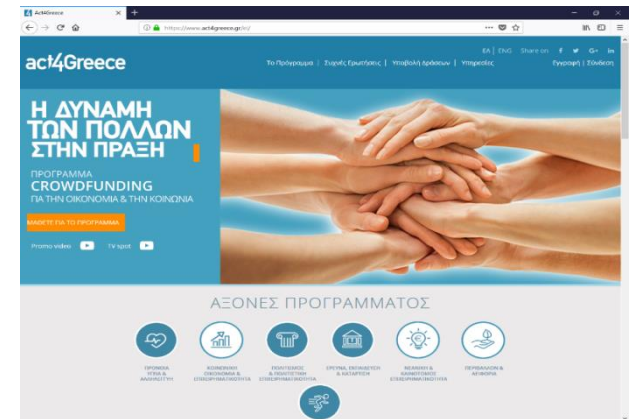 Act4Greece
https://www.act4greece.gr/en/
ΕΛ | ENG Share on f G+ in
act4Greece
Το Πρόγραμμα | Συχνές Ερωτήσεις | Υποβολή Δράσεων | Υπηρεσίες Εγγραφή | Σύνδεση
Η ΔΥΝΑΜΗ
ΤΩΝ ΠΟΛΛΩΝ
ΣΤΗΝ ΠΡΑΞΗ
ΠΡΟΓΡΑΜΜΑ
CROWDFUNDING
ΓΙΑ ΤΗΝ ΟΙΚΟΝΟΜΙΑ & ΤΗΝ ΚΟΙΝΩΝΙΑ
ΜΑΘΕΤΕ ΓΙΑ ΤΟ ΠΡΟΓΡΑΜΜΑ
Promo video TV spot
ΑΞΟΝΕΣ ΠΡΟΓΡΑΜΜΑΤΟΣ
ΠΡΟΝΟΙΑ
ΥΓΕΙΑ &
ΑΛΛΗΛΕΓΓΥΗ
ΚΟΙΝΩΝΙΚΗ
ΟΙΚΟΝΟΜΙΑ &
ΕΠΙΧΕΙΡΗΜΑΤΙΚΟΤΗΤΑ
ΠΟΛΙΤΙΣΜΟΣ
& ΠΟΛΙΤΙΣΤΙΚΗ
ΕΠΙΧΕΙΡΗΜΑΤΙΚΟΤΗΤΑ
ΕΡΕΥΝΑ, ΕΚΠΑΙΔΕΥΣΗ
& ΚΑΤΑΡΤΙΣΗ
ΝΕΑΝΙΚΗ &
ΚΑΙΝΟΤΟΜΟΣ
ΕΠΙΧΕΙΡΗΜΑΤΙΚΟΤΗΤΑ
ΠΕΡΙΒΑΛΛΟΝ &
ΑΕΙΦΟΡΙΑ